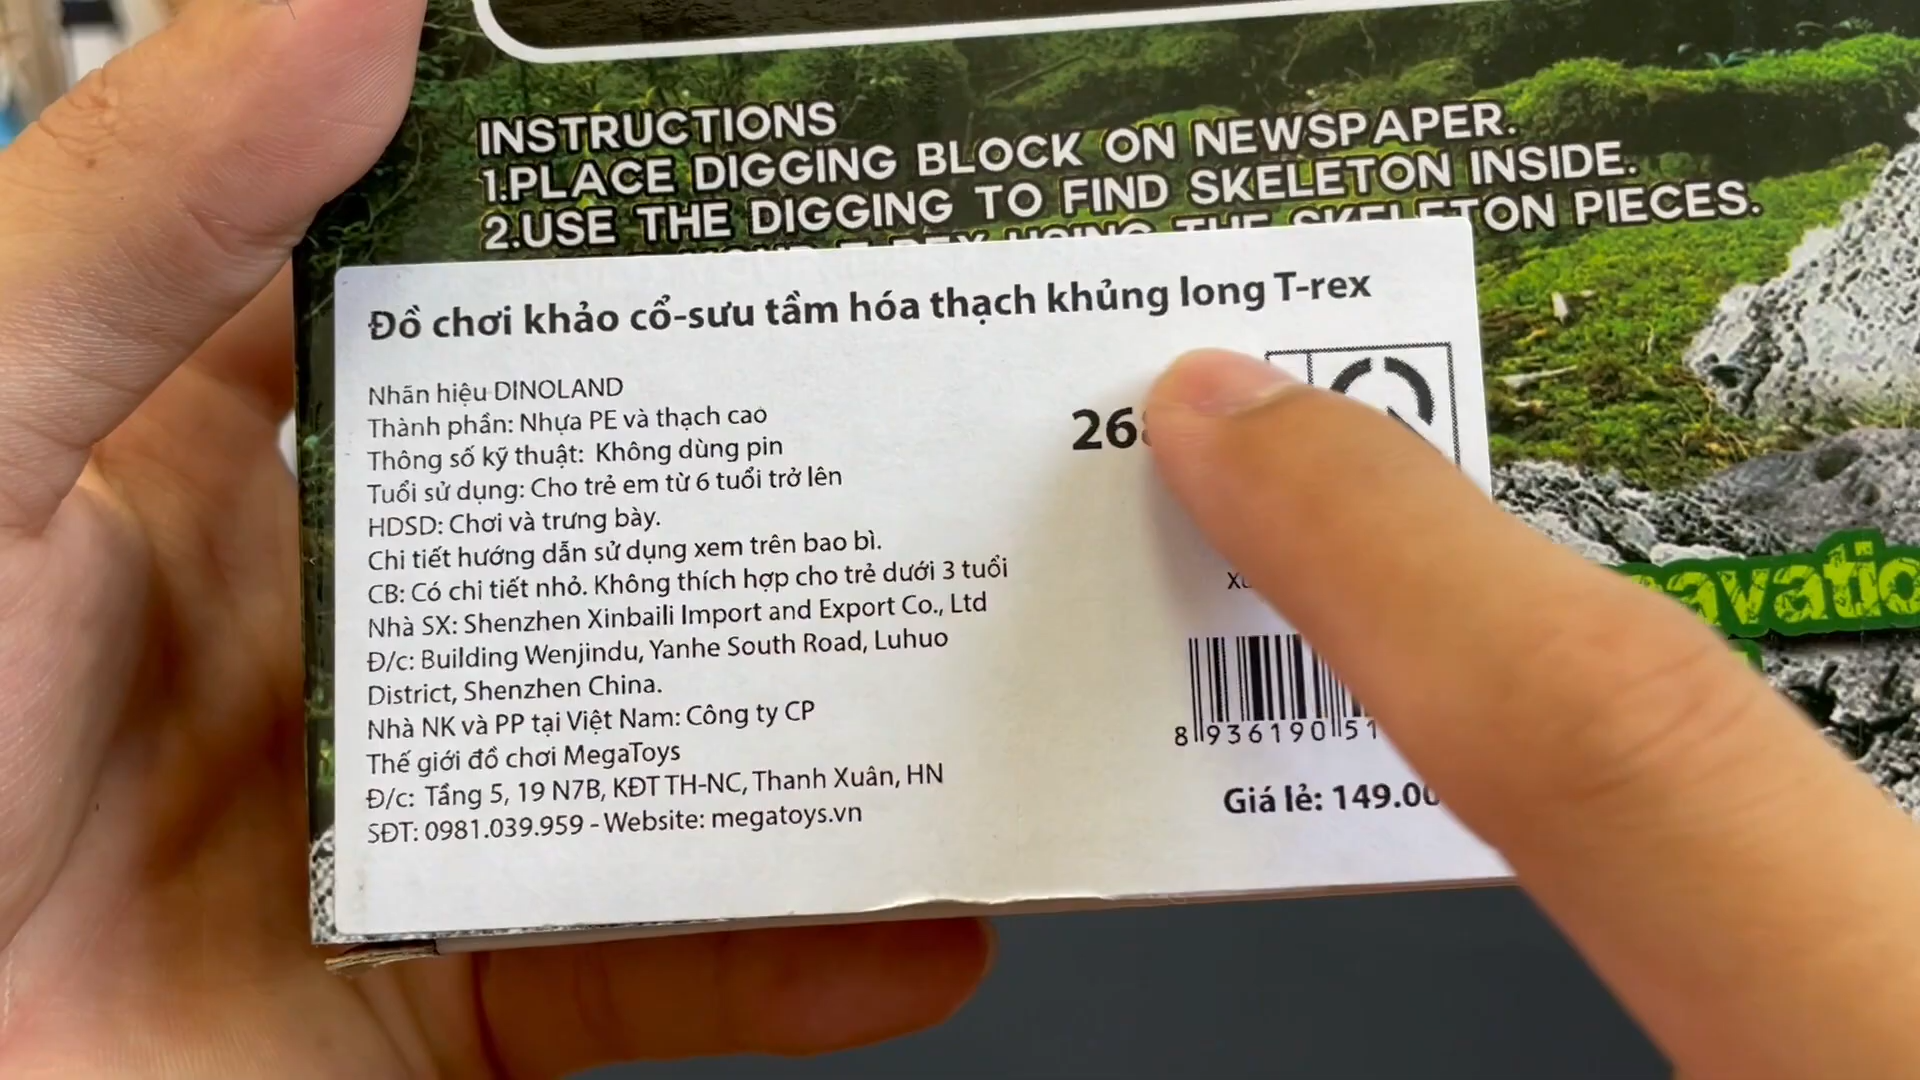 INSTRUCTIONS
1.PLACE DIGGING BLOCK ON NEWSPAPER.
2.USE THE DIGGING TO FIND SKELETON INSIDE.
USING THE SKELETON PIECES.
Đồ chơi khảo cổ-sưu tầm hóa thạch khủng long T-rex
Nhãn hiệu DINOLAND
Thành phần: Nhựa PE và thạch cao
Thông số kỹ thuật: Không dùng pin
Tuổi sử dụng: Cho trẻ em từ 6 tuổi trở lên
HDSD: Chơi và trưng bày.
Chi tiết hướng dẫn sử dụng xem trên bao bì.
CB: Có chi tiết nhỏ. Không thích hợp cho trẻ dưới 3 tuổi
Nhà SX: Shenzhen Xinbaili Import and Export Co., Ltd
Đ/c: Building Wenjindu, Yanhe South Road, Luhuo
District, Shenzhen China.
Nhà NK và PP tại Việt Nam: Công ty CP
Thế giới đồ chơi MegaToys
Đ/c: Tầng 5, 19 N7B, KĐT TH-NC, Thanh Xuân, HN
SĐT: 0981.039.959 - Website: megatoys.vn
26
8 936190 51
Giá lẻ: 149.00